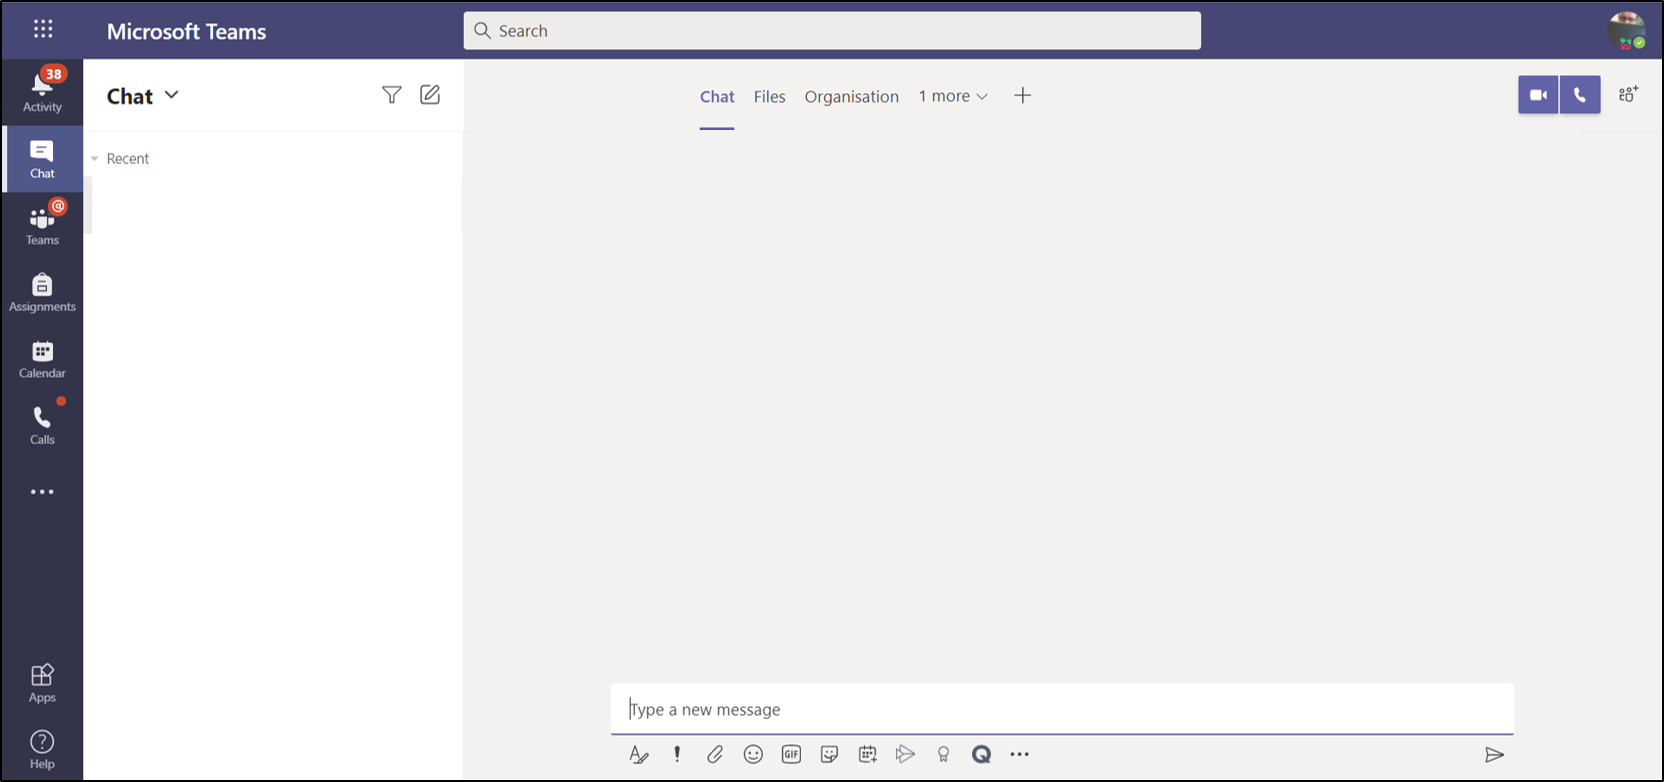 Microsoft Teams
Search
38
Activity
Chat
Teams
Assignments
Calendar
Calls
Apps
Help
Chat
Recent
Chat Files Organisation 1 more
Type a new message
GIF